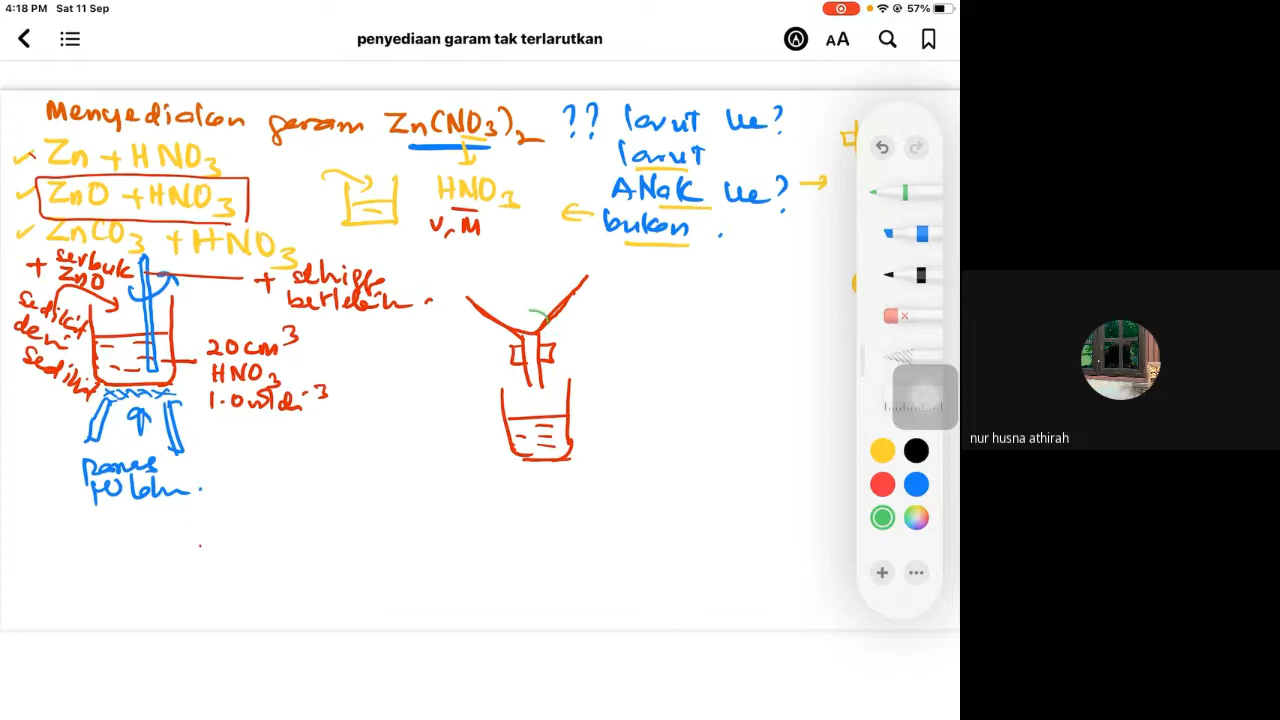 4:18 PM Sat 11 Sep
57%
penyediaan garam tak terlarutkan
AA
Menyediakan garam Zn(NO3)2 ?? larut ke?
larut
Zn + HNO3
ZnO + HNO3
HNO3
ANAK ke? →
V, M
← bukan .
ZnCO3 + HNO3
+ serbuk ZnO
+ sehingga berlebihan .
sedikit demi sedikit
20 cm3
HNO3
1.0 mol dm-3
panas
nur husna athirah